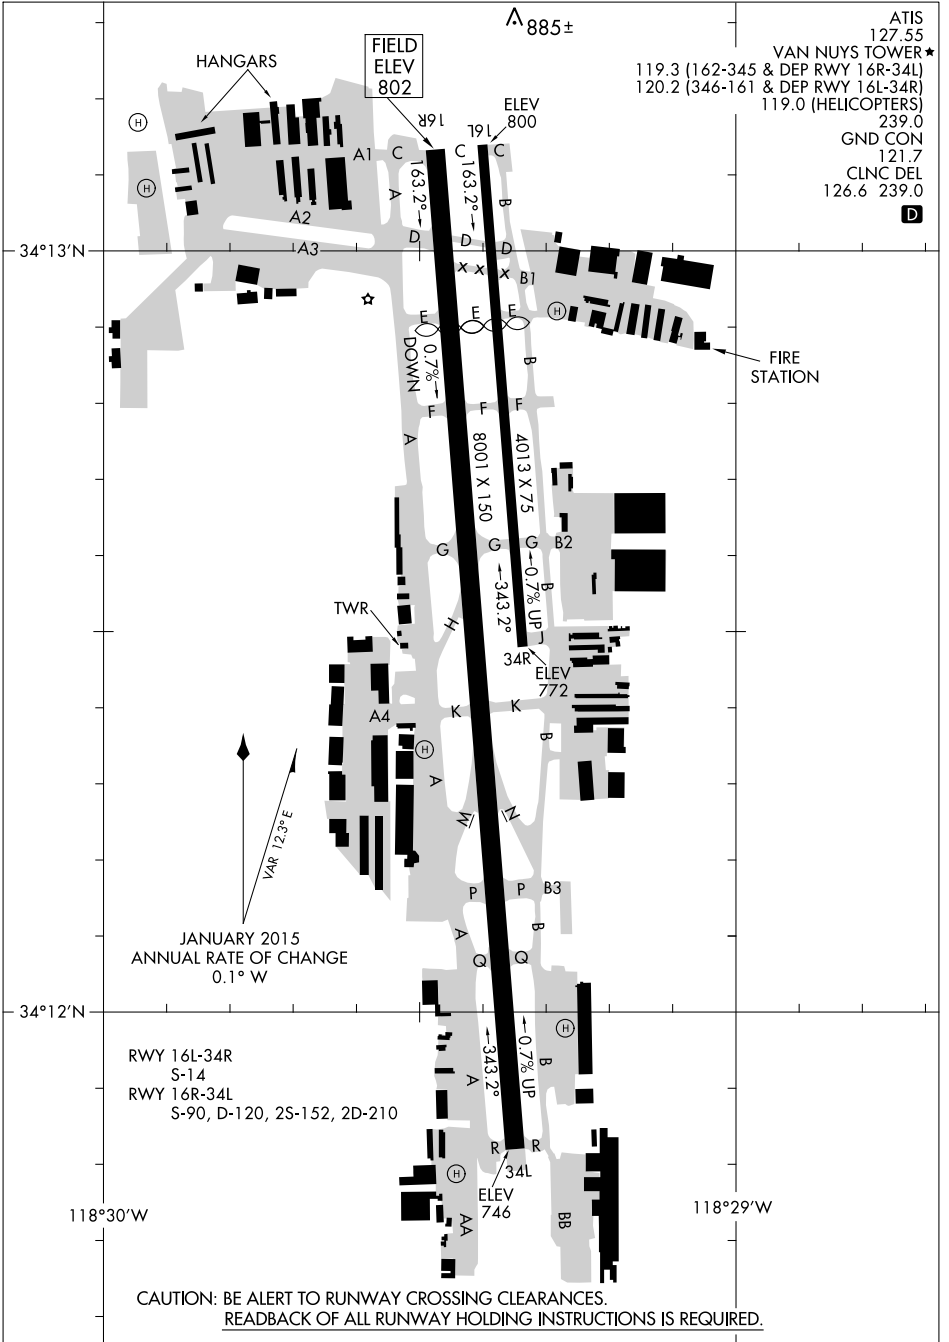 885±
ATIS
127.55
VAN NUYS TOWER★
119.3 (162-345 & DEP RWY 16R-34L)
120.2 (346-161 & DEP RWY 16L-34R)
119.0 (HELICOPTERS)
239.0
GND CON
121.7
CLNC DEL
126.6 239.0
D
HANGARS
FIELD
ELEV
802
ELEV
800
16R
16L
H
A1 C C C
163.2°
163.2°
H
A
B
A2
D D D
34°13'N
A3
X X X B1
E E E
H
0.7%
DOWN
B
FIRE
STATION
F F F
A
8001 X 150
4013 X 75
G G G B2
343.2°
0.7% UP
B
TWR
H
J
34R
ELEV
772
K K
A4
B
H
A
VAR 12.3° E
M N
P P B3
A
B
JANUARY 2015
ANNUAL RATE OF CHANGE
0.1° W
Q Q
34°12'N
H
343.2°
0.7% UP
A
B
RWY 16L-34R
S-14
RWY 16R-34L
S-90, D-120, 2S-152, 2D-210
R R
34L
H
ELEV
746
AA
BB
118°30'W
118°29'W
CAUTION: BE ALERT TO RUNWAY CROSSING CLEARANCES.
READBACK OF ALL RUNWAY HOLDING INSTRUCTIONS IS REQUIRED.